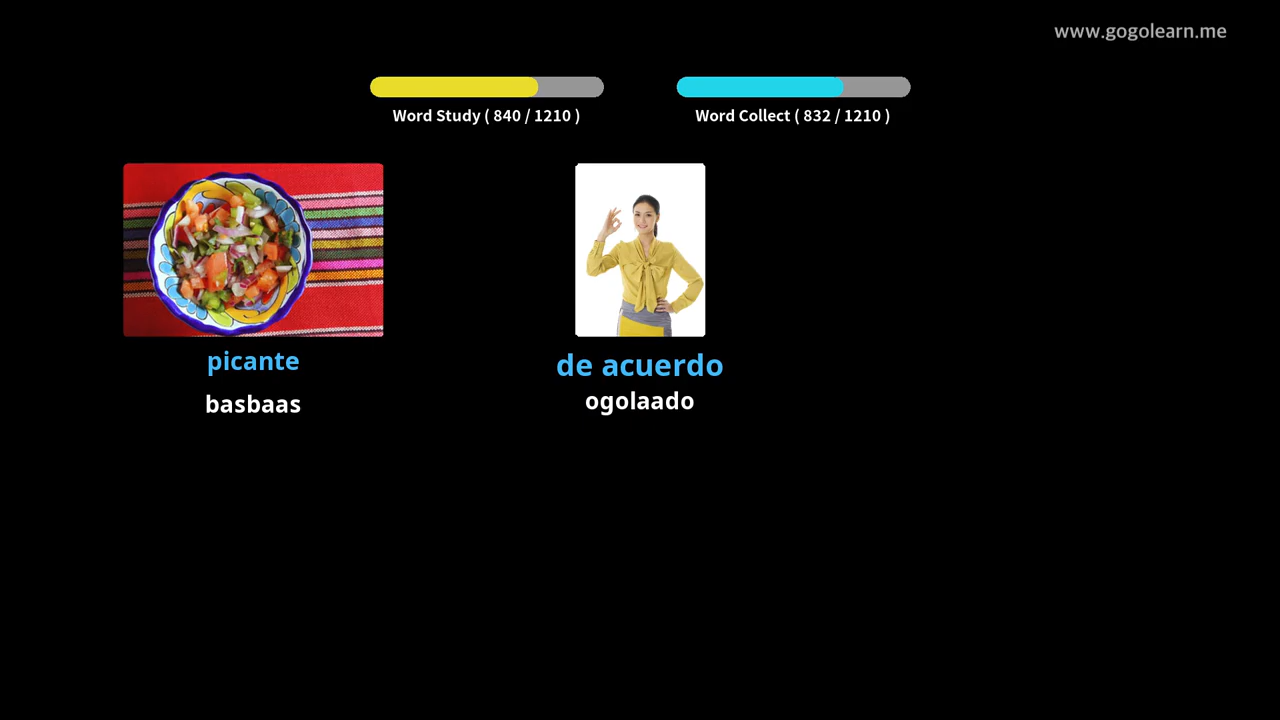 www.gogolearn.me
Word Study ( 840 / 1210 )
Word Collect ( 832 / 1210 )
picante
basbaas
de acuerdo
ogolaado